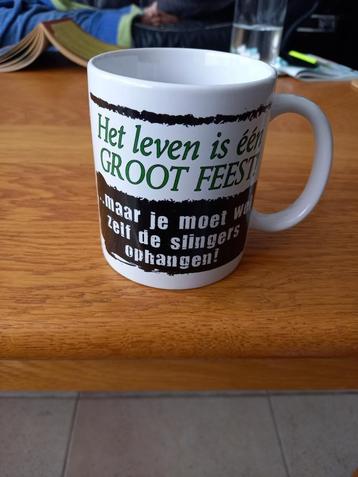 Het leven is één
GROOT FEEST!
...maar je moet wel
zelf de slingers
ophangen!